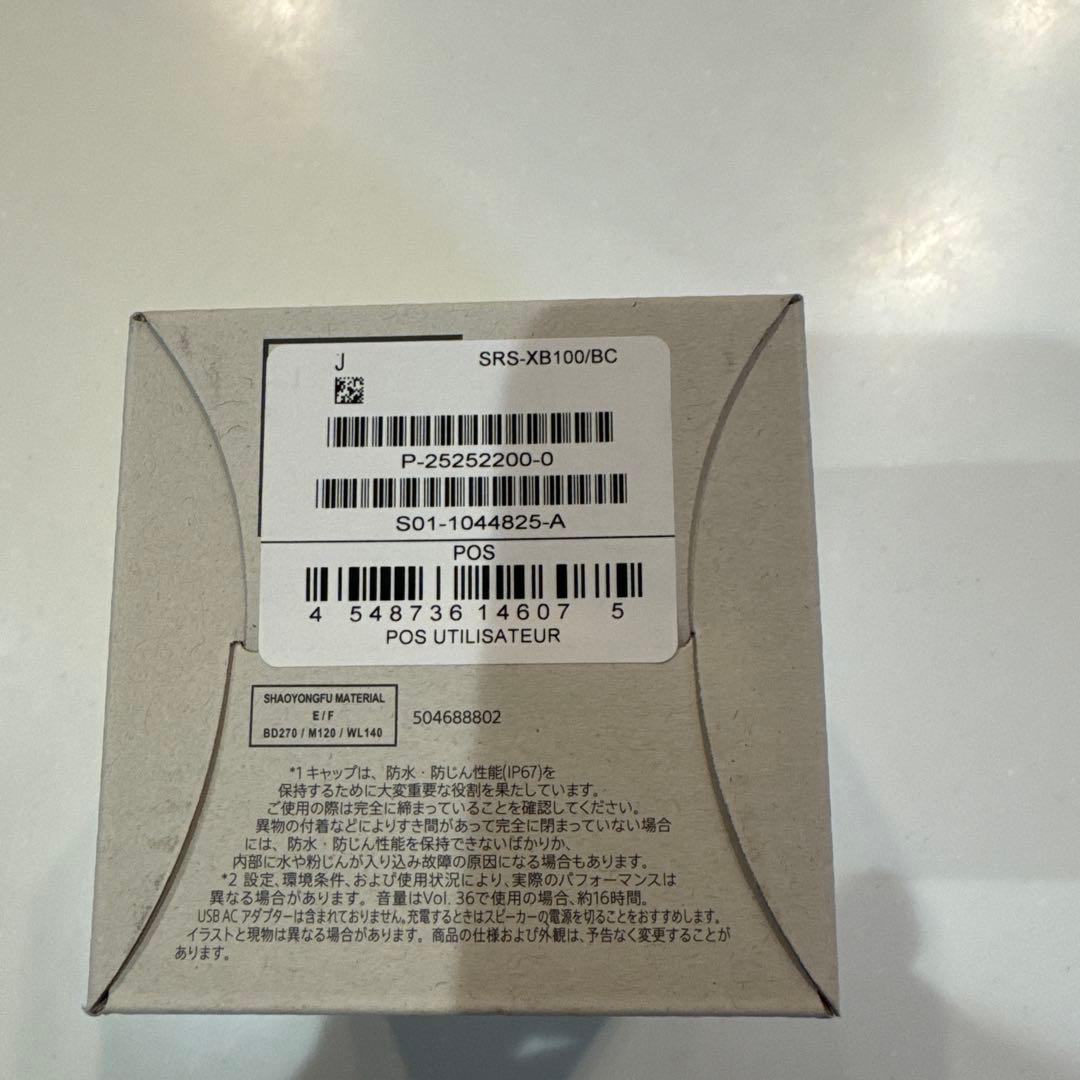 J
SRS-XB100/BC
P-25252200-0
S01-1044825-A
POS
4 548736 146075
POS UTILISATEUR
SHAOYONGFU MATERIAL
E / F
BD270 / M120 / WL140
504688802
*1 キャップは、防水・防じん性能(IP67)を
保持するために大変重要な役割を果たしています。
ご使用の際は完全に締まっていることを確認してください。
異物の付着などによりすき間があって完全に閉まっていない場合
には、防水・防じん性能を保持できないばかりか、
内部に水や粉じんが入り込み故障の原因になる場合もあります。
*2 設定、環境条件、および使用状況により、実際のパフォーマンスは
異なる場合があります。音量はVol. 36で使用の場合、約16時間。
USB AC アダプターは含まれておりません。充電するときはスピーカーの電源を切ることをおすすめします。
イラストと現物は異なる場合があります。商品の仕様および外観は、予告なく変更することが
あります。